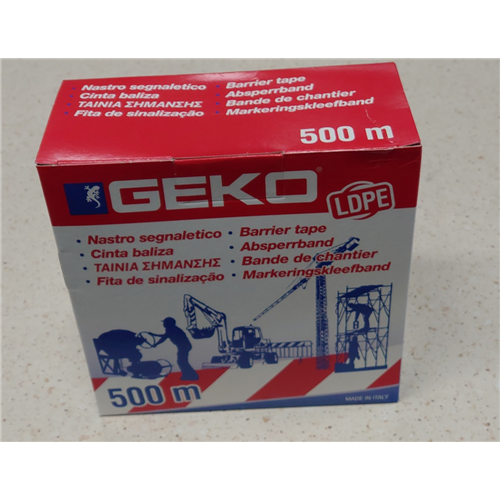 • Nastro segnaletico
• Cinta baliza
• ΤΑΙΝΙΑ ΣΗΜΑΝΣΗΣ
• Fita de sinalização
• Barrier tape
• Absperrband
• Bande de chantier
• Markeringskleefband
500 m
GEKO®
LDPE
• Nastro segnaletico
• Cinta baliza
• ΤΑΙΝΙΑ ΣΗΜΑΝΣΗΣ
• Fita de sinalização
• Barrier tape
• Absperrband
• Bande de chantier
• Markeringskleefband
500 m
MADE IN ITALY